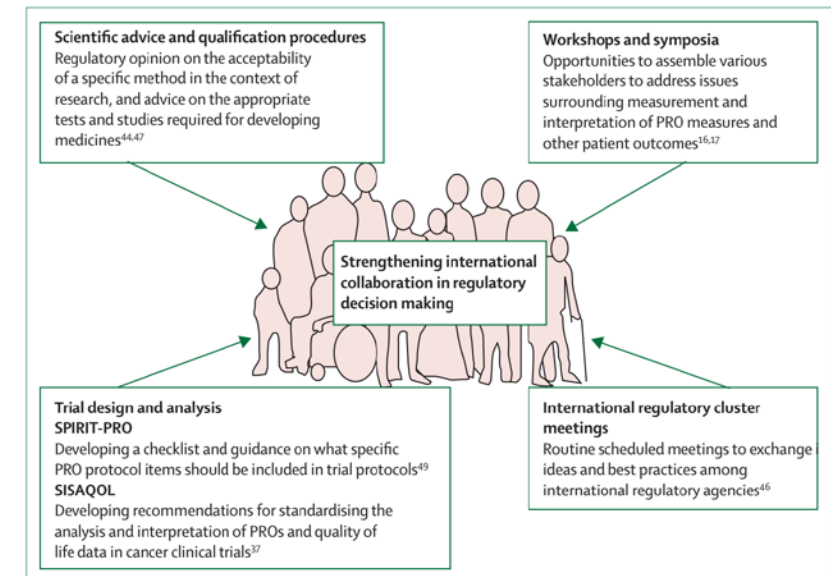 Scientific advice and qualification procedures
Regulatory opinion on the acceptability
of a specific method in the context of
research, and advice on the appropriate
tests and studies required for developing
medicines⁴⁴,⁴⁷
Workshops and symposia
Opportunities to assemble various
stakeholders to address issues
surrounding measurement and
interpretation of PRO measures and
other patient outcomes¹⁶,¹⁷
Strengthening international
collaboration in regulatory
decision making
Trial design and analysis
SPIRIT-PRO
Developing a checklist and guidance on what specific
PRO protocol items should be included in trial protocols⁴⁹
SISAQOL
Developing recommendations for standardising the
analysis and interpretation of PROs and quality of
life data in cancer clinical trials³⁷
International regulatory cluster
meetings
Routine scheduled meetings to exchange
ideas and best practices among
international regulatory agencies⁴⁶